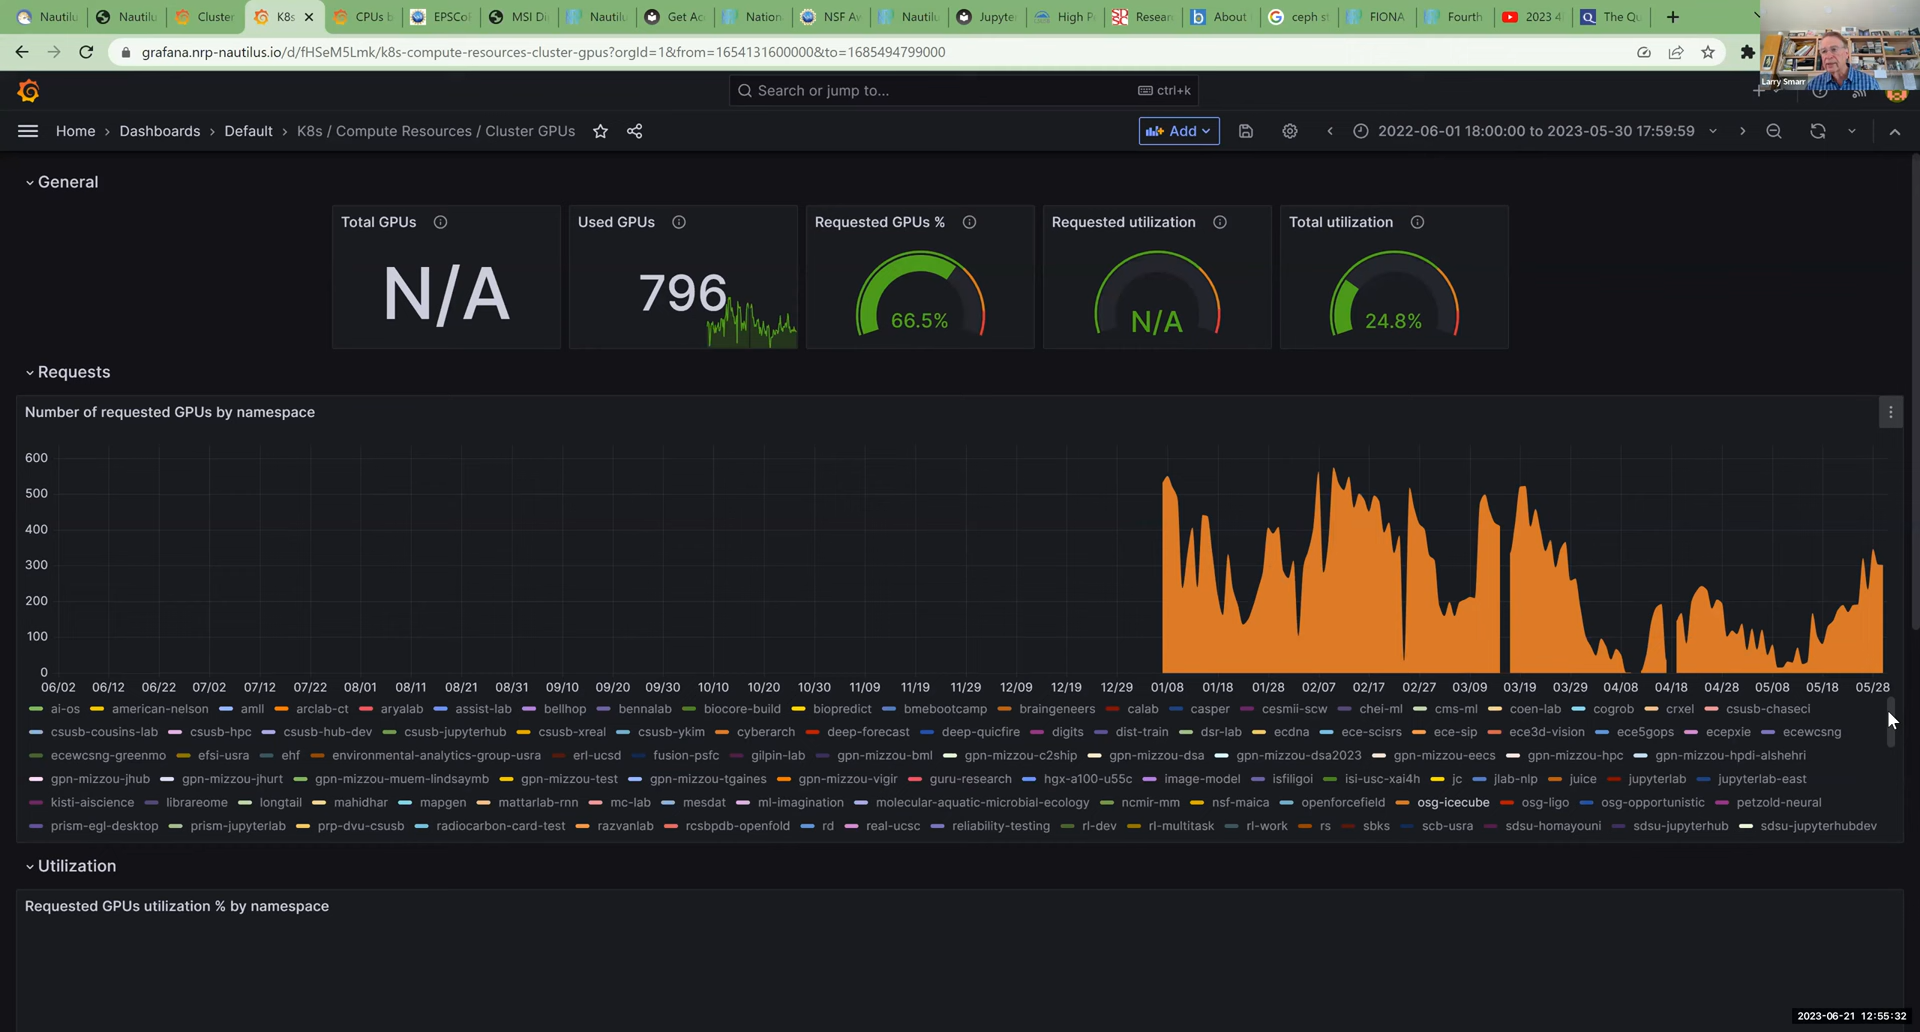 Nautilu
Nautilu
Cluster
K8s
CPUs b
EPSCoF
MSI Di
Nautilu
Get Ac
Nation
NSF Av
Nautilu
Jupyte
High P
Resear
About
ceph st
FIONA
Fourth
2023 4
The Qu
grafana.nrp-nautilus.io/d/fHSeM5Lmk/k8s-compute-resources-cluster-gpus?orgId=1&from=1654131600000&to=1685494799000
Larry Smarr
Search or jump to...
ctrl+k
Home › Dashboards › Default › K8s / Compute Resources / Cluster GPUs
Add
2022-06-01 18:00:00 to 2023-05-30 17:59:59
General
Total GPUs
N/A
Used GPUs
796
Requested GPUs %
66.5%
Requested utilization
N/A
Total utilization
24.8%
Requests
Number of requested GPUs by namespace
600
500
400
300
200
100
0
06/02 06/12 06/22 07/02 07/12 07/22 08/01 08/11 08/21 08/31 09/10 09/20 09/30 10/10 10/20 10/30 11/09 11/19 11/29 12/09 12/19 12/29 01/08 01/18 01/28 02/07 02/17 02/27 03/09 03/19 03/29 04/08 04/18 04/28 05/08 05/18 05/28
ai-os american-nelson amll arclab-ct aryalab assist-lab bellhop bennalab biocore-build biopredict bmebootcamp braingeneers calab casper cesmii-scw chei-ml cms-ml coen-lab cogrob crxel csusb-chaseci
csusb-cousins-lab csusb-hpc csusb-hub-dev csusb-jupyterhub csusb-xreal csusb-ykim cyberarch deep-forecast deep-quicfire digits dist-train dsr-lab ecdna ece-scisrs ece-sip ece3d-vision ece5gops ecepxie ecewcsng
ecewcsng-greenmo efsi-usra ehf environmental-analytics-group-usra erl-ucsd fusion-psfc gilpin-lab gpn-mizzou-bml gpn-mizzou-c2ship gpn-mizzou-dsa gpn-mizzou-dsa2023 gpn-mizzou-eecs gpn-mizzou-hpc gpn-mizzou-hpdi-alshehri
gpn-mizzou-jhub gpn-mizzou-jhurt gpn-mizzou-muem-lindsaymb gpn-mizzou-test gpn-mizzou-tgaines gpn-mizzou-vigir guru-research hgx-a100-u55c image-model isfiligoi isi-usc-xai4h jc jlab-nlp juice jupyterlab jupyterlab-east
kisti-aiscience librareome longtail mahidhar mapgen mattarlab-rnn mc-lab mesdat ml-imagination molecular-aquatic-microbial-ecology ncmir-mm nsf-maica openforcefield osg-icecube osg-ligo osg-opportunistic petzold-neural
prism-egl-desktop prism-jupyterlab prp-dvu-csusb radiocarbon-card-test razvanlab rcsbpdb-openfold rd real-ucsc reliability-testing rl-dev rl-multitask rl-work rs sbks scb-usra sdsu-homayouni sdsu-jupyterhub sdsu-jupyterhubdev
Utilization
Requested GPUs utilization % by namespace
2023-06-21 12:55:32